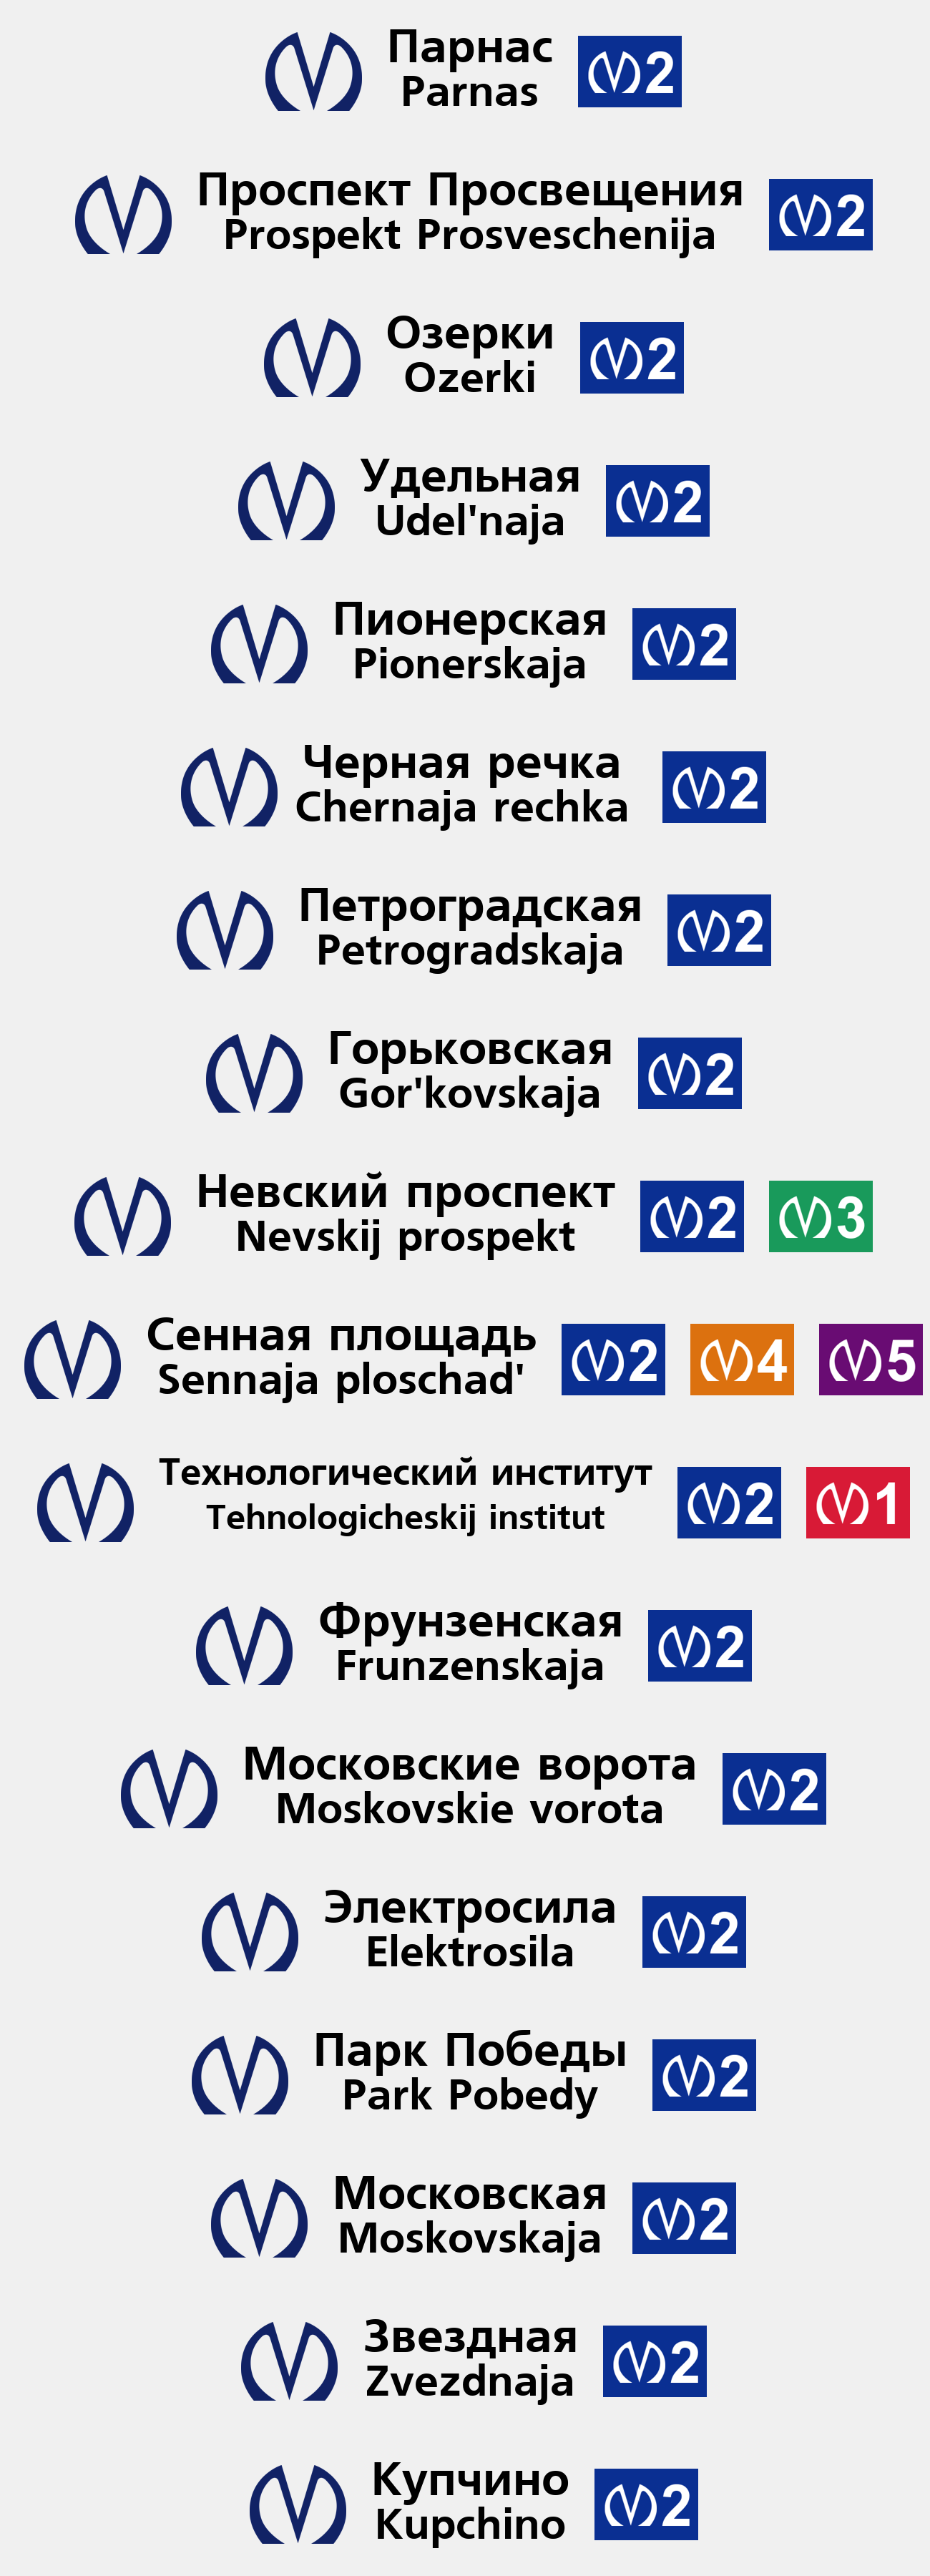 Парнас 2
Parnas
Проспект Просвещения 2
Prospekt Prosveschenija
Озерки 2
Ozerki
Удельная 2
Udel'naja
Пионерская 2
Pionerskaja
Черная речка 2
Chernaja rechka
Петроградская 2
Petrogradskaja
Горьковская 2
Gor'kovskaja
Невский проспект 2 3
Nevskij prospekt
Сенная площадь 2 4 5
Sennaja ploschad'
Технологический институт 2 1
Tehnologicheskij institut
Фрунзенская 2
Frunzenskaja
Московские ворота 2
Moskovskie vorota
Электросила 2
Elektrosila
Парк Победы 2
Park Pobedy
Московская 2
Moskovskaja
Звездная 2
Zvezdnaja
Купчино 2
Kupchino